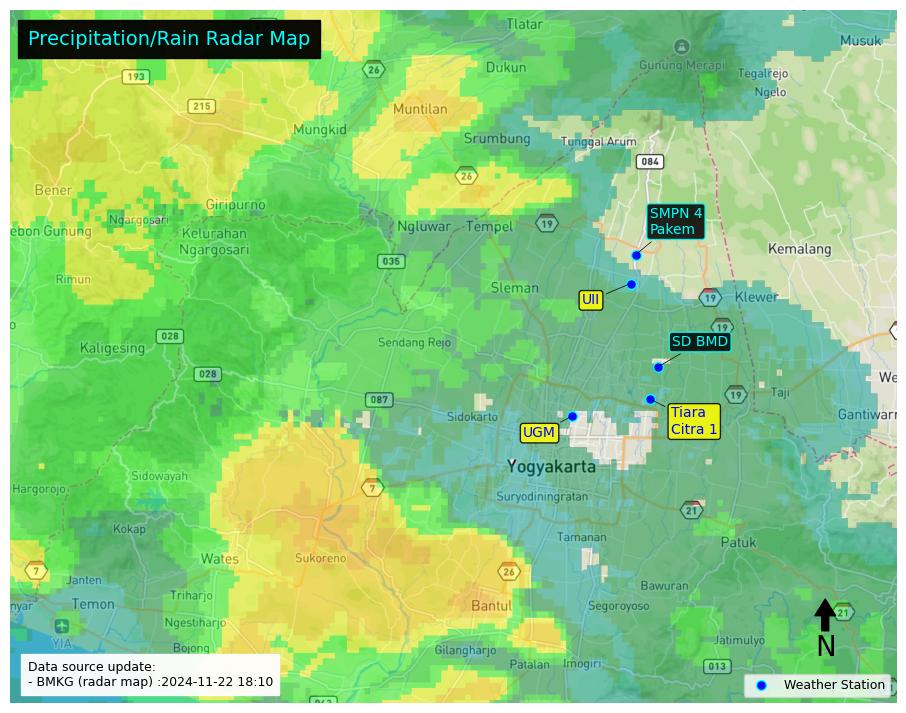 Precipitation/Rain Radar Map
Tlatar
Musuk
26
193
Dukun
Gunung Merapi
Tegalrejo
Ngelo
215
Muntilan
Mungkid
Srumbung
Tunggal Arum
084
26
Bener
Giripurno
SMPN 4
Pakem
Ngargosari
ebon Gunung
Kelurahan
Ngargosari
Ngluwar
Tempel
19
Kemalang
035
Rimun
Sleman
UII
19
Klewer
19
028
Kaligesing
Sendang Rejo
SD BMD
028
087
19
Taji
We
Sidokarto
Tiara
Citra 1
Gantiwarn
UGM
Yogyakarta
Sidowayah
7
Hargorojo
Suryodiningratan
21
Kokap
Tamanan
Patuk
Wates
Sukoreno
7
26
Janten
Bawuran
nyar
Temon
Triharjo
Bantul
Segoroyoso
21
Ngestiharjo
YIA
Jatimulyo
N
Bojong
Gilangharjo
Patalan
Imogiri
013
Data source update:
- BMKG (radar map) :2024-11-22 18:10
Weather Station